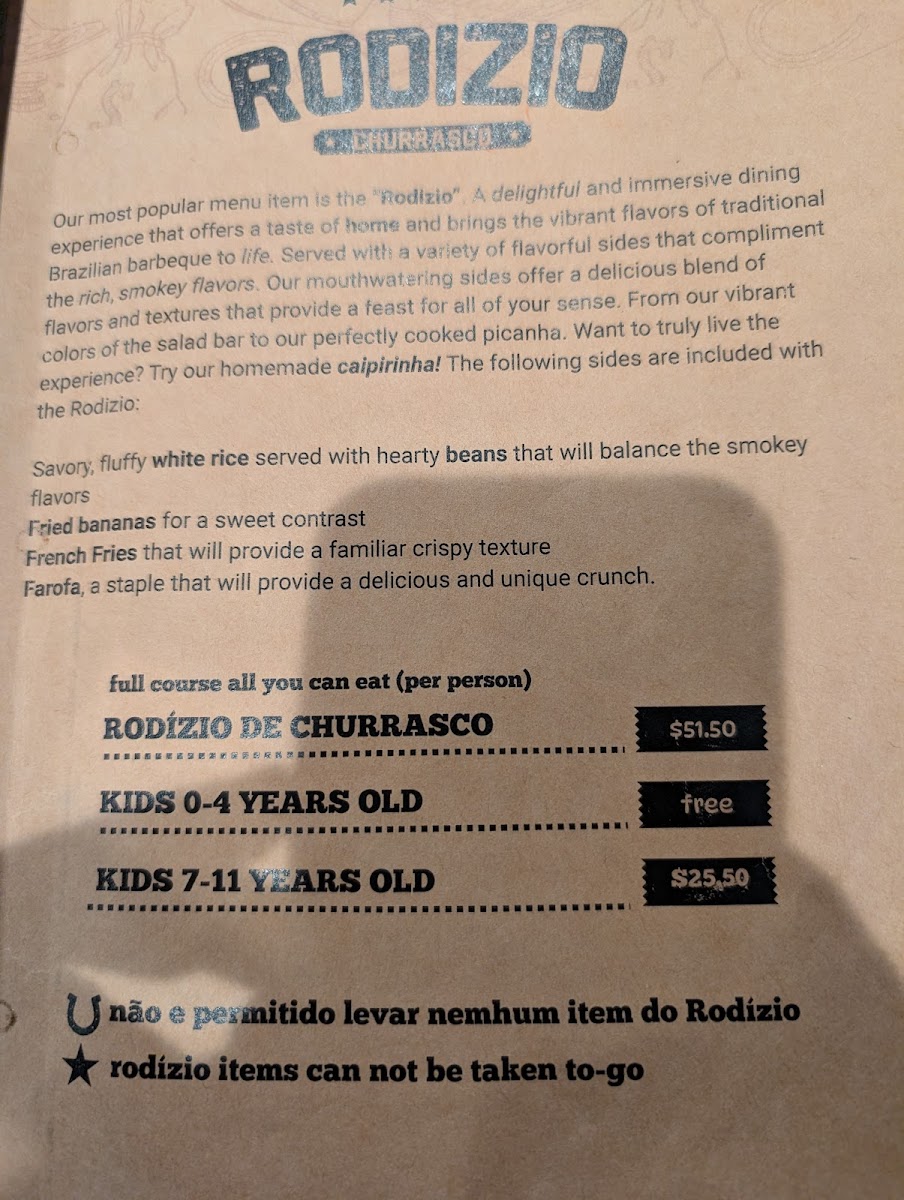 RODIZIO
CHURRASCO
Our most popular menu item is the "Rodizio". A delightful and immersive dining
experience that offers a taste of home and brings the vibrant flavors of traditional
Brazilian barbeque to life. Served with a variety of flavorful sides that compliment
the rich, smokey flavors. Our mouthwatering sides offer a delicious blend of
flavors and textures that provide a feast for all of your sense. From our vibrant
colors of the salad bar to our perfectly cooked picanha. Want to truly live the
experience? Try our homemade caipirinha! The following sides are included with
the Rodizio:
Savory, fluffy white rice served with hearty beans that will balance the smokey
flavors
Fried bananas for a sweet contrast
French Fries that will provide a familiar crispy texture
Farofa, a staple that will provide a delicious and unique crunch.
full course all you can eat (per person)
RODÍZIO DE CHURRASCO $51.50
KIDS 0-4 YEARS OLD free
KIDS 7-11 YEARS OLD $25,50
não e permitido levar nemhum item do Rodízio
rodízio items can not be taken to-go